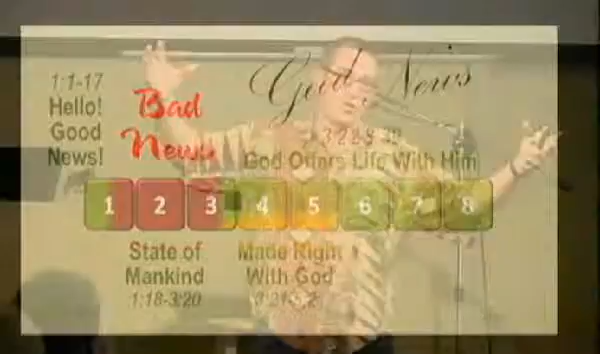 1:1-17
Hello!
Good
News!
Bad
News
Good News
God Offers Life With Him
1 2 3 4 5 6 7 8
State of
Mankind
1:18-3:20
Made Right
With God